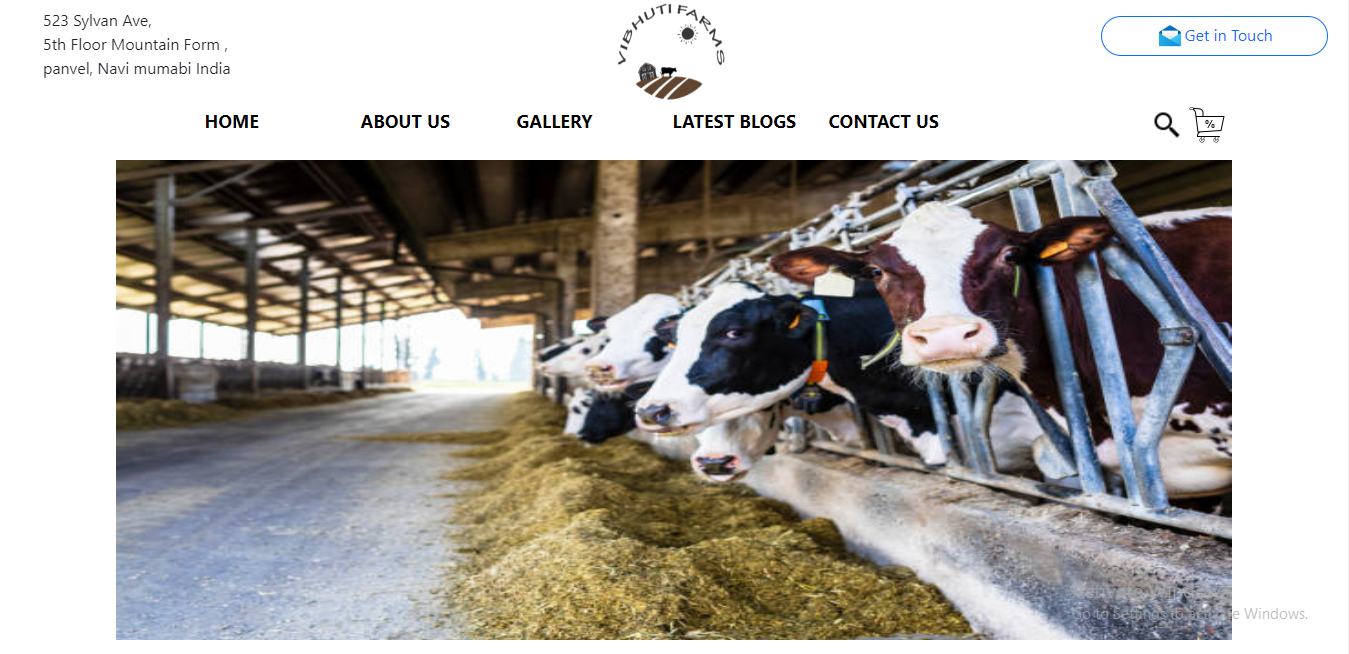 523 Sylvan Ave,
5th Floor Mountain Form ,
panvel, Navi mumabi India
VIBHUTI FARMS
Get in Touch
HOME ABOUT US GALLERY LATEST BLOGS CONTACT US
%
Go to Settings to activate Windows.